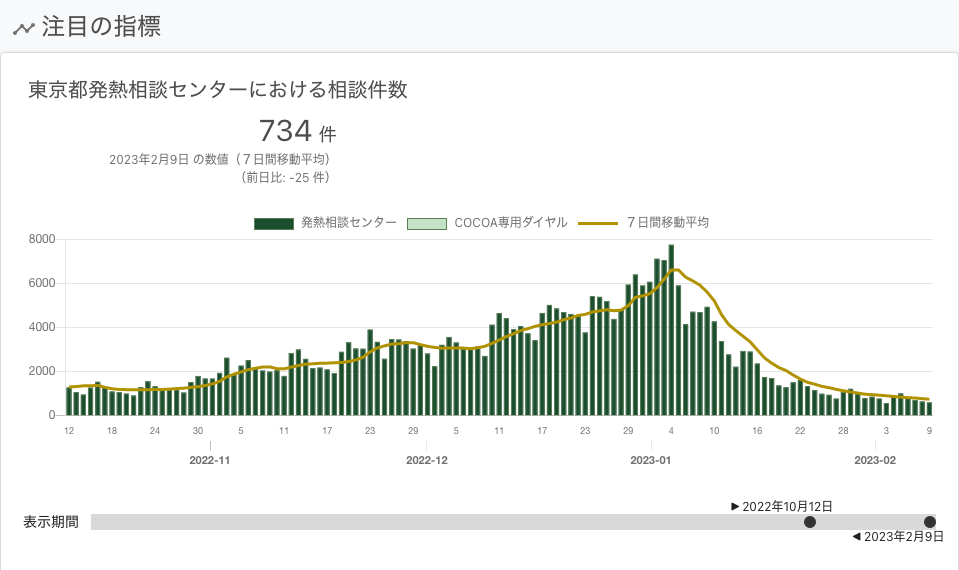 注目の指標
東京都発熱相談センターにおける相談件数
734 件
2023年2月9日 の数値（７日間移動平均）
（前日比: -25 件）
発熱相談センター COCOA専用ダイヤル ７日間移動平均
8000
6000
4000
2000
0
12 18 24 30 5 11 17 23 29 5 11 17 23 29 4 10 16 22 28 3 9
2022-11 2022-12 2023-01 2023-02
2022年10月12日
表示期間
2023年2月9日